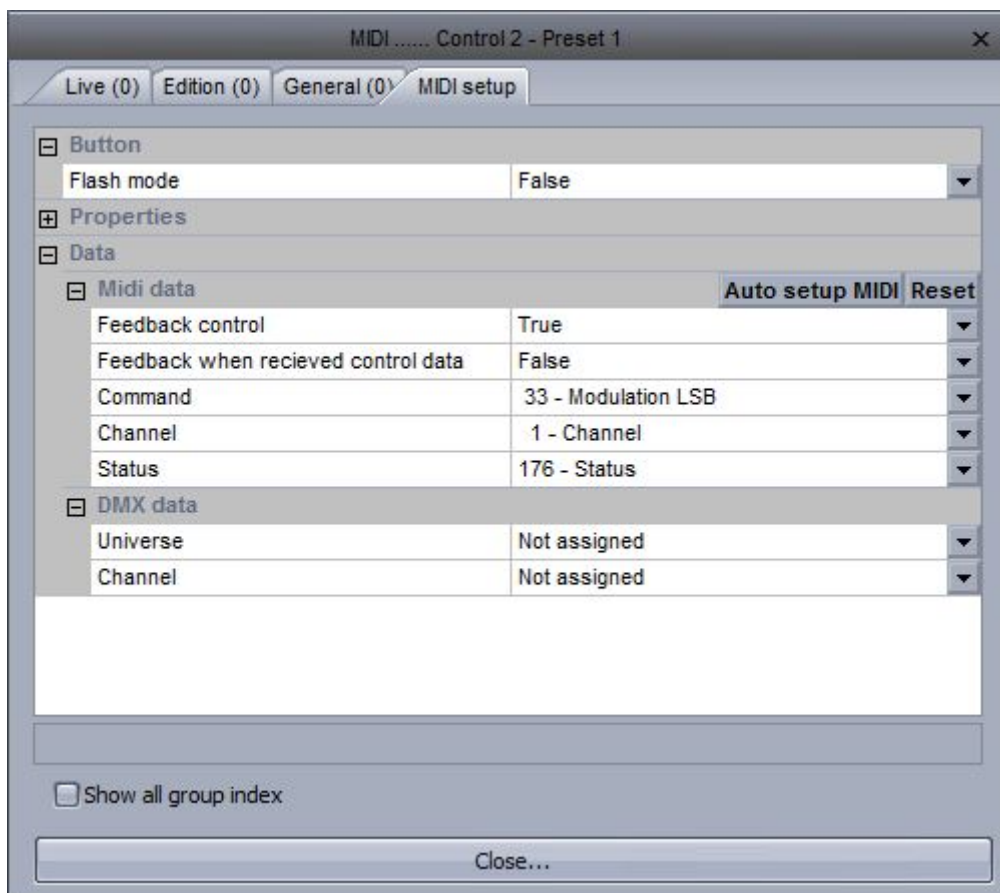 MIDI ...... Control 2 - Preset 1
Live (0) Edition (0) General (0) MIDI setup
Button
Flash mode False
Properties
Data
Midi data Auto setup MIDI Reset
Feedback control True
Feedback when recieved control data False
Command 33 - Modulation LSB
Channel 1 - Channel
Status 176 - Status
DMX data
Universe Not assigned
Channel Not assigned
Show all group index
Close...